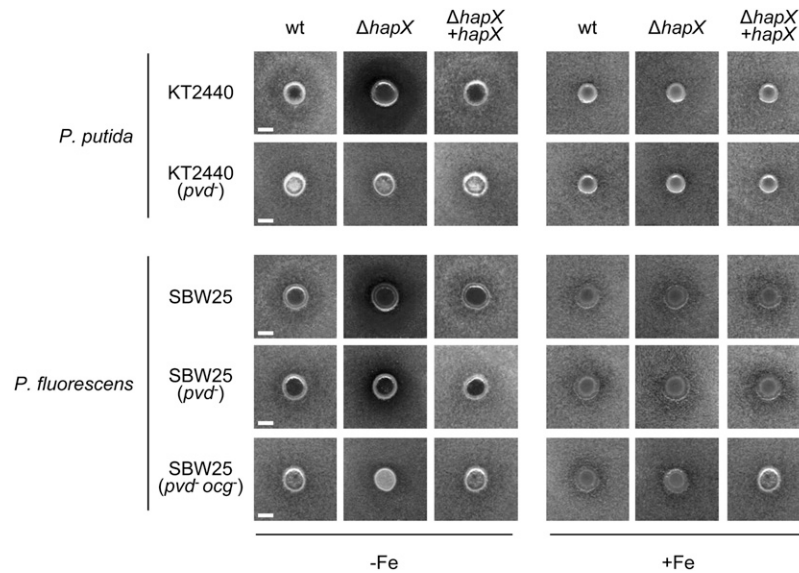 wt ΔhapX ΔhapX +hapX wt ΔhapX ΔhapX +hapX
P. putida
KT2440
KT2440
(pvd-)
P. fluorescens
SBW25
SBW25
(pvd-)
SBW25
(pvd- ocg-)
-Fe +Fe